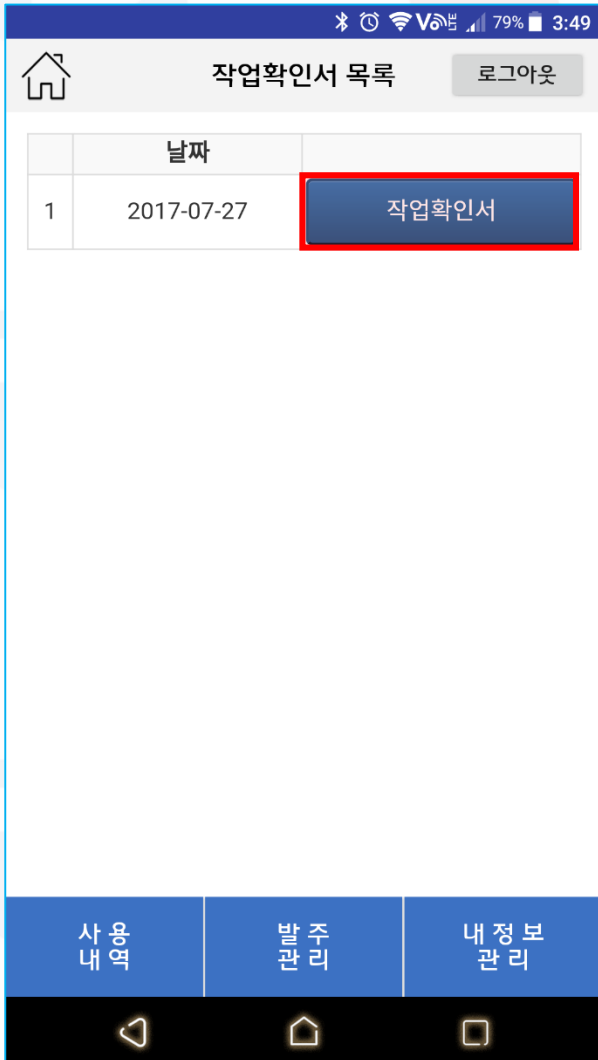 79% 3:49
작업확인서 목록
로그아웃
날짜
1 2017-07-27 작업확인서
사 용
내 역
발 주
관 리
내 정 보
관 리